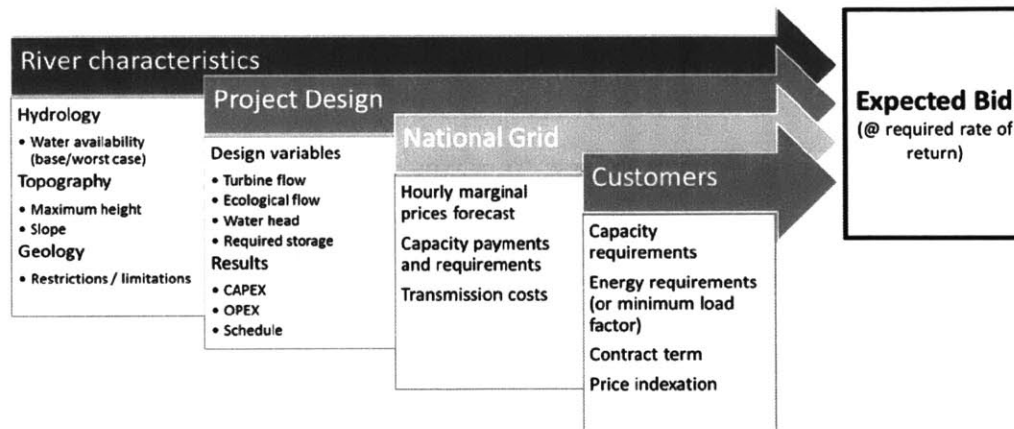 River characteristics
Hydrology
• Water availability
(base/worst case)
Topography
• Maximum height
• Slope
Geology
• Restrictions / limitations
Project Design
Design variables
• Turbine flow
• Ecological flow
• Water head
• Required storage
Results
• CAPEX
• OPEX
• Schedule
National Grid
Hourly marginal
prices forecast
Capacity payments
and requirements
Transmission costs
Customers
Capacity
requirements
Energy requirements
(or minimum load
factor)
Contract term
Price indexation
Expected Bid
(@ required rate of
return)